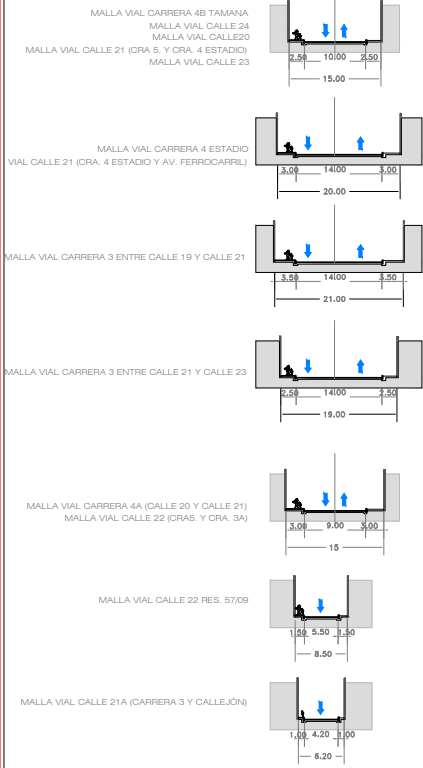 MALLA VIAL CARRERA 4B TAMANA
MALLA VIAL CALLE 24
MALLA VIAL CALLE20
MALLA VIAL CALLE 21 (CRA 5. Y CRA. 4 ESTADIO)
MALLA VIAL CALLE 23
2.50 10.00 2.50
15.00
MALLA VIAL CARRERA 4 ESTADIO
VIAL CALLE 21 (CRA. 4 ESTADIO Y AV. FERROCARRIL)
3.00 14.00 3.00
20.00
MALLA VIAL CARRERA 3 ENTRE CALLE 19 Y CALLE 21
3.50 14.00 3.50
21.00
MALLA VIAL CARRERA 3 ENTRE CALLE 21 Y CALLE 23
2.50 14.00 2.50
19.00
MALLA VIAL CARRERA 4A (CALLE 20 Y CALLE 21)
MALLA VIAL CALLE 22 (CRA5. Y CRA. 3A)
3.00 9.00 3.00
15
MALLA VIAL CALLE 22 RES. 57/09
1.50 5.50 1.50
8.50
MALLA VIAL CALLE 21A (CARRERA 3 Y CALLEJÓN)
1.00 4.20 1.00
6.20